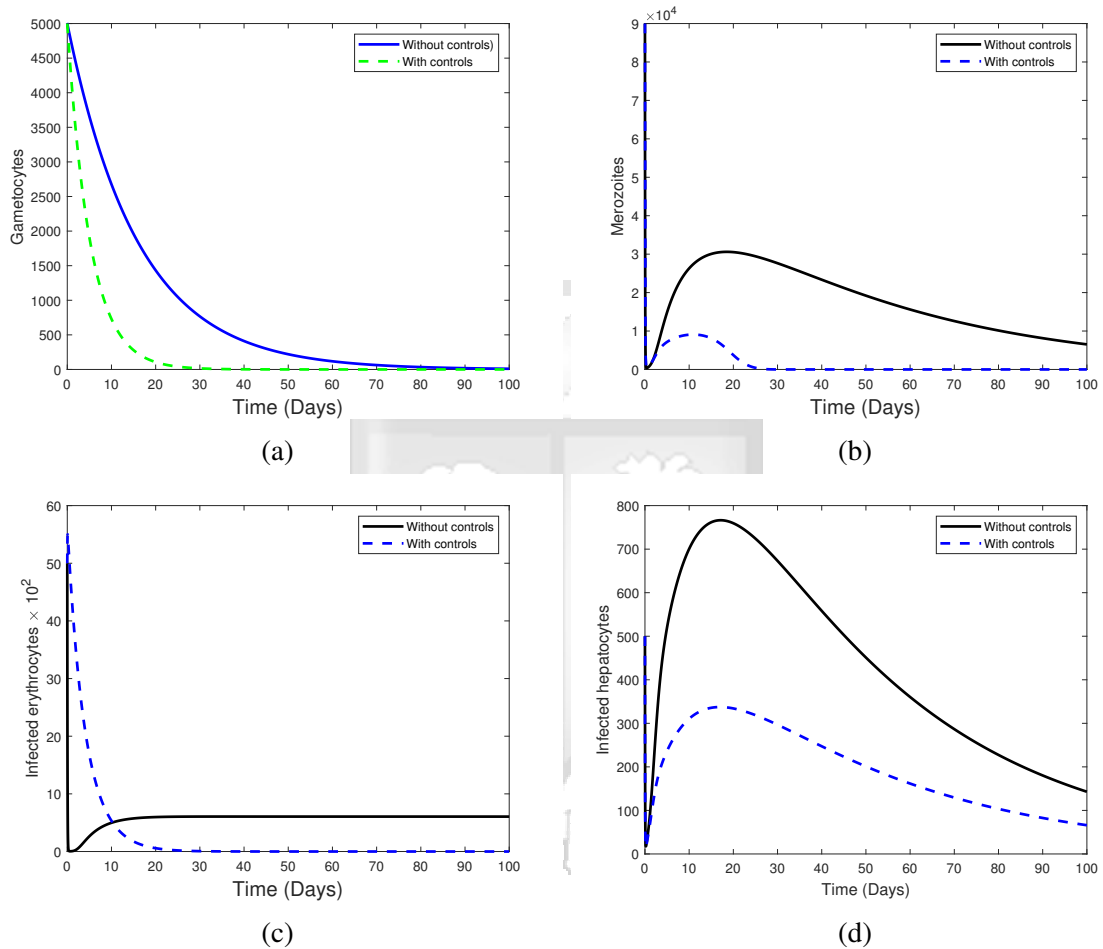 Gametocytes
5000
4500
4000
3500
3000
2500
2000
1500
1000
500
0
0 10 20 30 40 50 60 70 80 90 100
Time (Days)
Without controls)
With controls
(a)
Merozoites
×10⁴
9
8
7
6
5
4
3
2
1
0
0 10 20 30 40 50 60 70 80 90 100
Time (Days)
Without controls
With controls
(b)
Infected erythrocytes × 10²
60
50
40
30
20
10
0
0 10 20 30 40 50 60 70 80 90 100
Time (Days)
Without controls
With controls
(c)
Infected hepatocytes
800
700
600
500
400
300
200
100
0
0 10 20 30 40 50 60 70 80 90 100
Time (Days)
Without controls
With controls
(d)